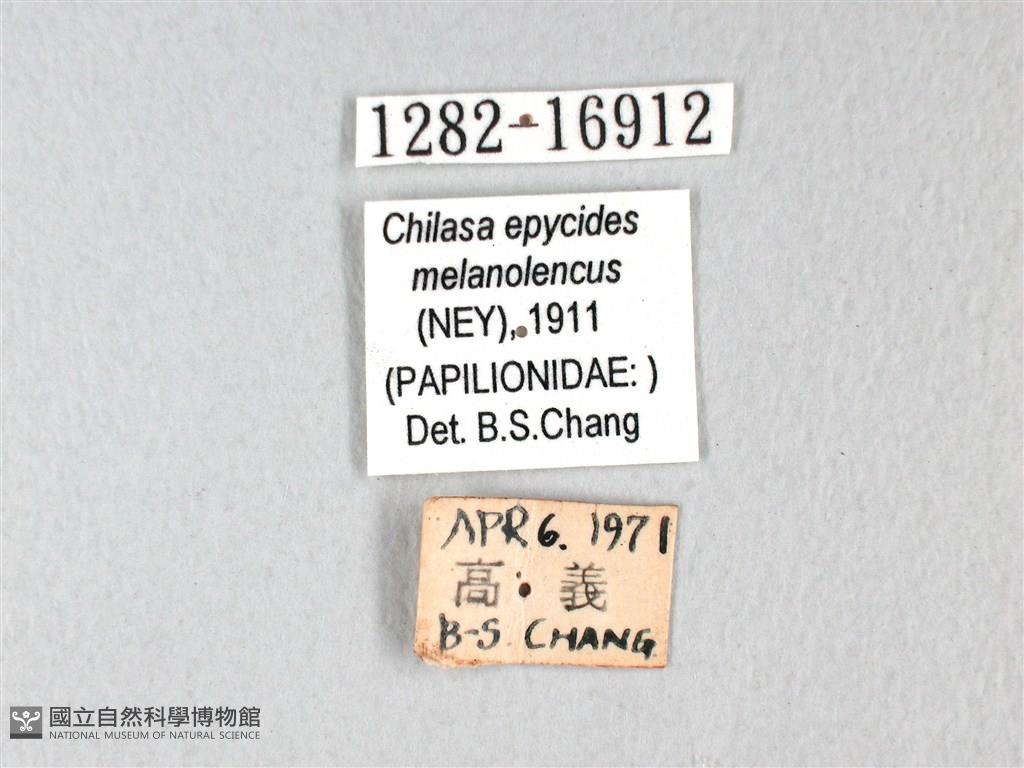 1282-16912
Chilasa epycides
melanolencus
(NEY), 1911
(PAPILIONIDAE: )
Det. B.S.Chang
APR 6. 1971
高 義
B-S CHANG
國立自然科學博物館
NATIONAL MUSEUM OF NATURAL SCIENCE